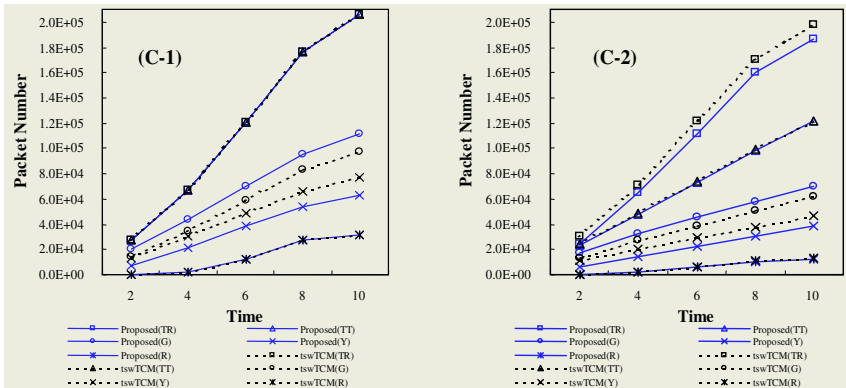 (C-1)
Packet Number
2.0E+05
1.8E+05
1.6E+05
1.4E+05
1.2E+05
1.0E+05
8.0E+04
6.0E+04
4.0E+04
2.0E+04
0.0E+00
2 4 6 8 10
Time
Proposed(TR) Proposed(TT)
Proposed(G) Proposed(Y)
Proposed(R) tswTCM(TR)
tswTCM(TT) tswTCM(G)
tswTCM(Y) tswTCM(R)
(C-2)
Packet Number
2.0E+05
1.8E+05
1.6E+05
1.4E+05
1.2E+05
1.0E+05
8.0E+04
6.0E+04
4.0E+04
2.0E+04
0.0E+00
2 4 6 8 10
Time
Proposed(TR) Proposed(TT)
Proposed(G) Proposed(Y)
Proposed(R) tswTCM(TR)
tswTCM(TT) tswTCM(G)
tswTCM(Y) tswTCM(R)